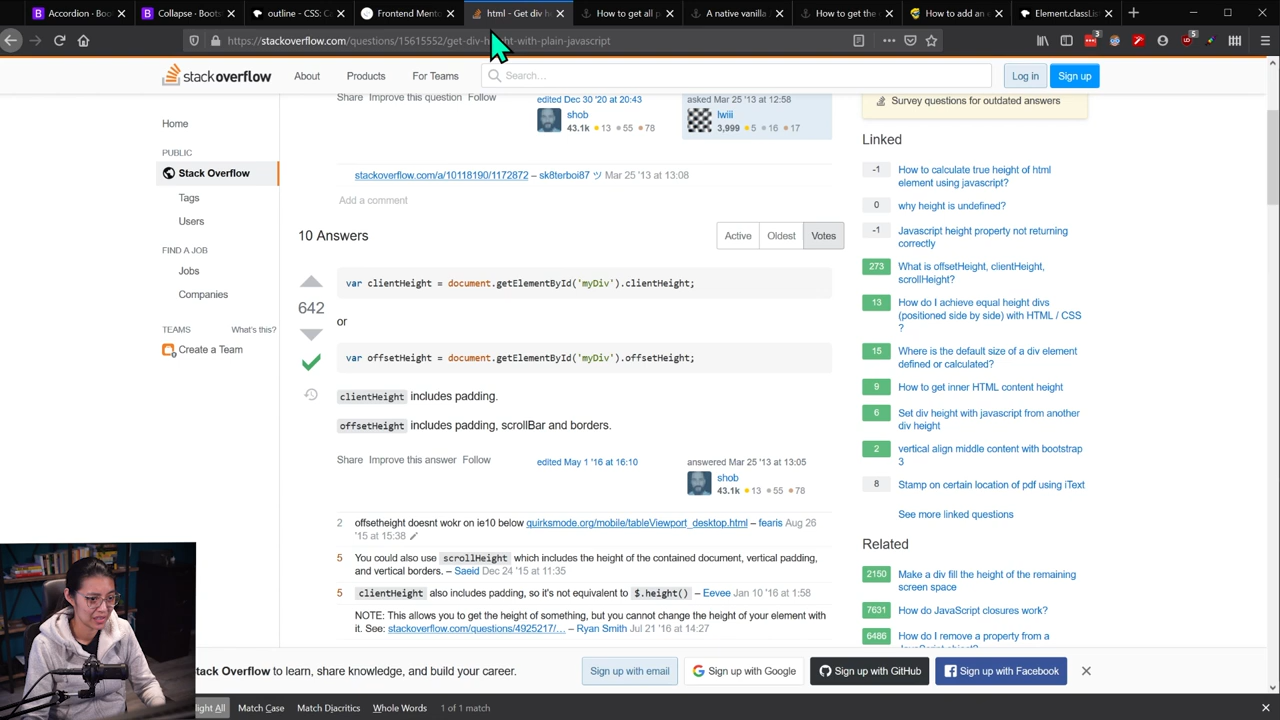 Accordion · Boo
Collapse · Boots
outline - CSS: Ca
Frontend Mento
html - Get div h
How to get all p
A native vanilla
How to get the
How to add an e
Element.classLis
https://stackoverflow.com/questions/15615552/get-div-height-with-plain-javascript
3
5
stackoverflow
About
Products
For Teams
Search...
Log in
Sign up
Share Improve this question Follow
edited Dec 30 '20 at 20:43
shob
43.1k 13 55 78
asked Mar 25 '13 at 12:58
lwiii
3,999 5 16 17
stackoverflow.com/a/10118190/1172872 – sk8terboi87 ツ Mar 25 '13 at 13:08
Add a comment
Home
PUBLIC
Stack Overflow
Tags
Users
FIND A JOB
Jobs
Companies
TEAMS What's this?
Create a Team
10 Answers
Active
Oldest
Votes
642
var clientHeight = document.getElementById('myDiv').clientHeight;
or
var offsetHeight = document.getElementById('myDiv').offsetHeight;
clientHeight includes padding.
offsetHeight includes padding, scrollBar and borders.
Share Improve this answer Follow
edited May 1 '16 at 16:10
answered Mar 25 '13 at 13:05
shob
43.1k 13 55 78
2 offsetheight doesnt wokr on ie10 below quirksmode.org/mobile/tableViewport_desktop.html – fearis Aug 26
'15 at 15:38
5 You could also use scrollHeight which includes the height of the contained document, vertical padding,
and vertical borders. – Saeid Dec 24 '15 at 11:35
5 clientHeight also includes padding, so it's not equivalent to $.height() – Eevee Jan 10 '16 at 1:58
NOTE: This allows you to get the height of something, but you cannot change the height of your element with
it. See: stackoverflow.com/questions/4925217/... – Ryan Smith Jul 21 '16 at 14:27
Survey questions for outdated answers
Linked
-1 How to calculate true height of html
element using javascript?
0 why height is undefined?
-1 Javascript height property not returning
correctly
273 What is offsetHeight, clientHeight,
scrollHeight?
13 How do I achieve equal height divs
(positioned side by side) with HTML / CSS
?
15 Where is the default size of a div element
defined or calculated?
9 How to get inner HTML content height
6 Set div height with javascript from another
div height
2 vertical align middle content with bootstrap
3
8 Stamp on certain location of pdf using iText
See more linked questions
Related
2150 Make a div fill the height of the remaining
screen space
7631 How do JavaScript closures work?
6486 How do I remove a property from a
JavaScript object?
tack Overflow to learn, share knowledge, and build your career.
Sign up with email
Sign up with Google
Sign up with GitHub
Sign up with Facebook
light All
Match Case
Match Diacritics
Whole Words
1 of 1 match